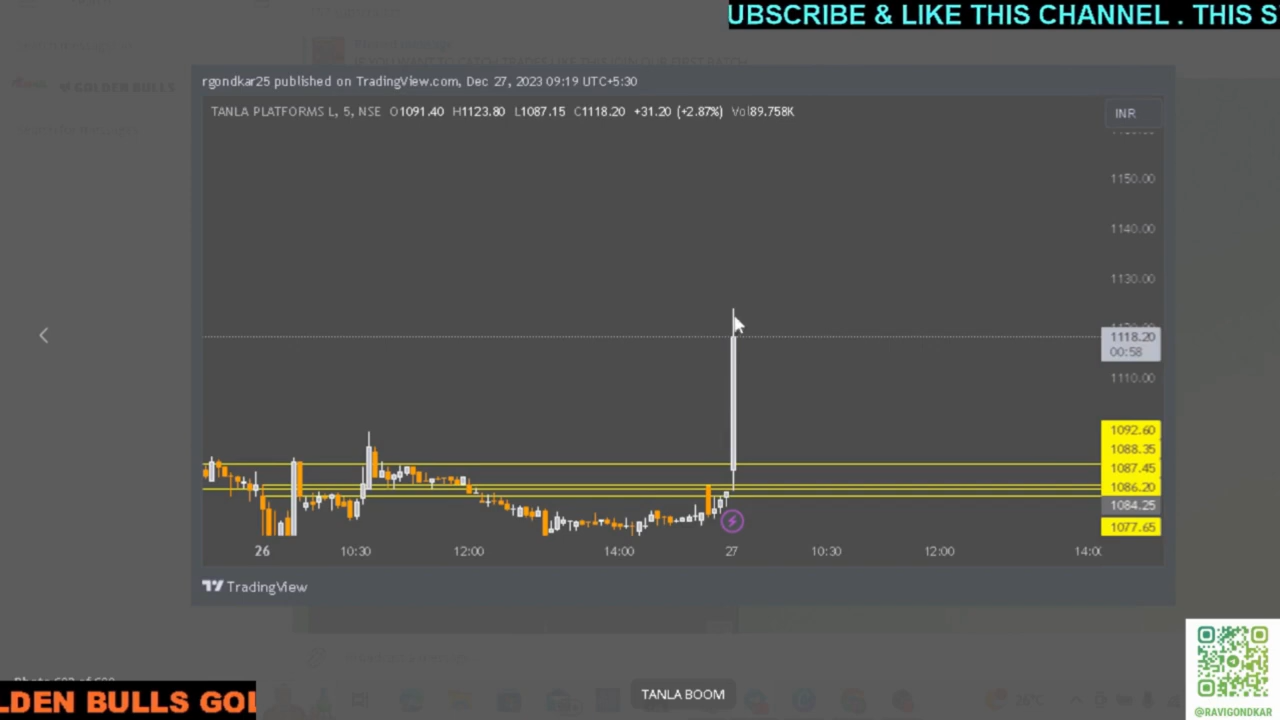 UBSCRIBE & LIKE THIS CHANNEL . THIS S
GOLDEN BULLS
rgondkar25 published on TradingView.com, Dec 27, 2023 09:19 UTC+5:30
TANLA PLATFORMS L, 5, NSE O1091.40 H1123.80 L1087.15 C1118.20 +31.20 (+2.87%) Vol89.758K
INR
1150.00
1140.00
1130.00
1118.20
00:58
1110.00
1092.60
1088.35
1087.45
1086.20
1084.25
1077.65
26 10:30 12:00 14:00 27 10:30 12:00 14:0
TradingView
TANLA BOOM
LDEN BULLS GOL
@RAVIGONDKAR